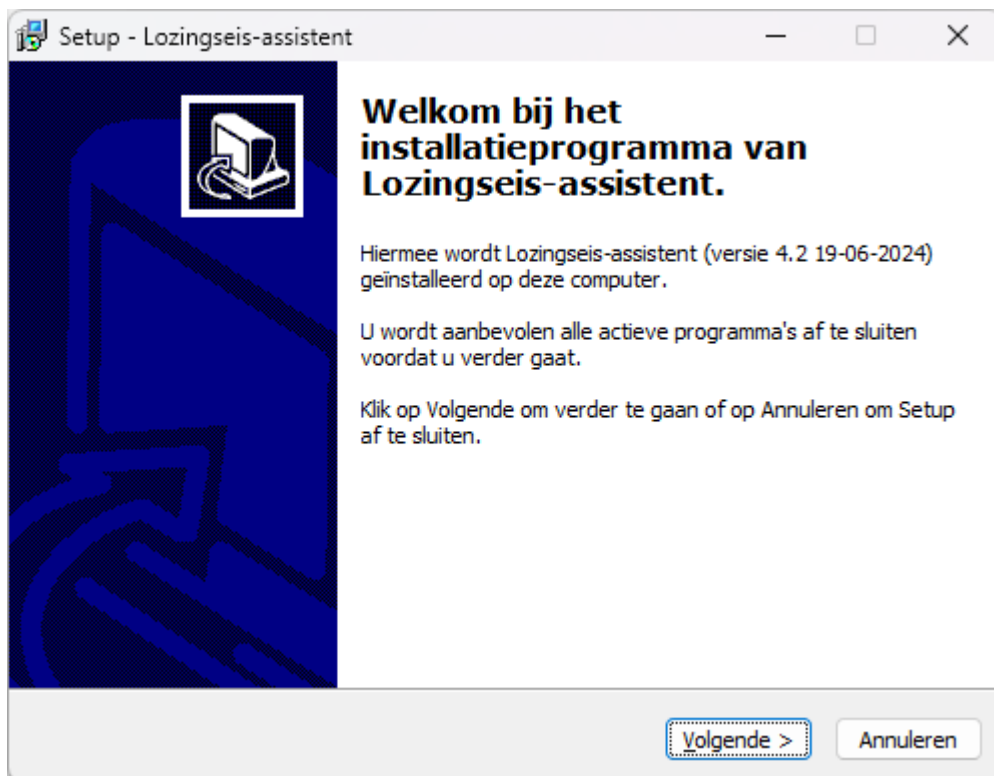 Setup - Lozingseis-assistent
Welkom bij het
installatieprogramma van
Lozingseis-assistent.
Hiermee wordt Lozingseis-assistent (versie 4.2 19-06-2024)
geïnstalleerd op deze computer.
U wordt aanbevolen alle actieve programma's af te sluiten
voordat u verder gaat.
Klik op Volgende om verder te gaan of op Annuleren om Setup
af te sluiten.
Volgende >
Annuleren